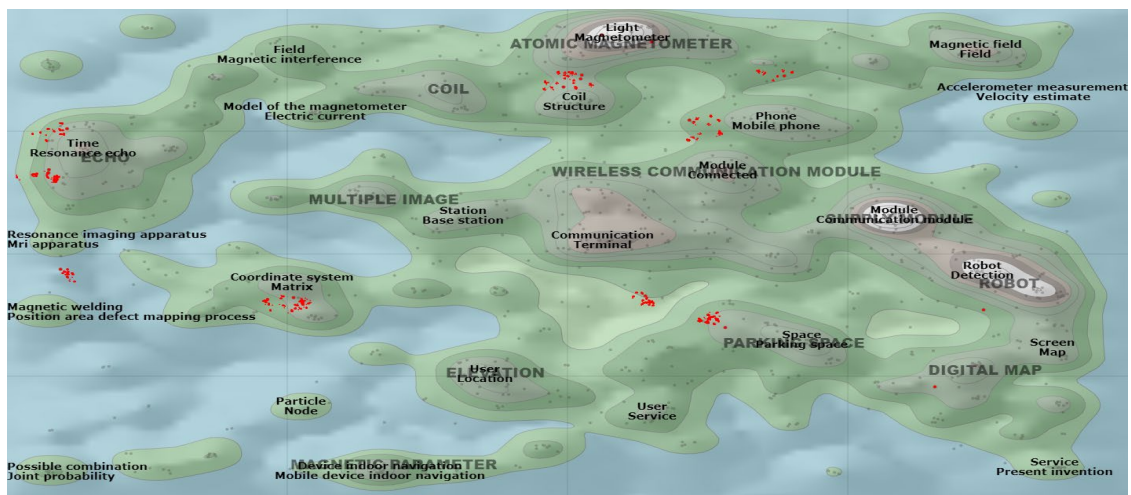 Light
Magnetometer
ATOMIC MAGNETOMETER
Field
Magnetic interference
Magnetic field
Field
COIL
Coil
Structure
Accelerometer measurement
Velocity estimate
Model of the magnetometer
Electric current
Phone
Mobile phone
Time
Resonance echo
ECHO
Module
Connected
WIRELESS COMMUNICATION MODULE
MULTIPLE IMAGE
Station
Base station
Module
Communication module
SUPPLY MODULE
Resonance imaging apparatus
Mri apparatus
Communication
Terminal
Coordinate system
Matrix
Robot
Detection
ROBOT
Magnetic welding
Position area defect mapping process
Space
Parking space
PARKING SPACE
Screen
Map
User
Location
ELEVATION
DIGITAL MAP
Particle
Node
User
Service
Possible combination
Joint probability
Device indoor navigation
MAGNETIC PARAMETER
Mobile device indoor navigation
Service
Present invention